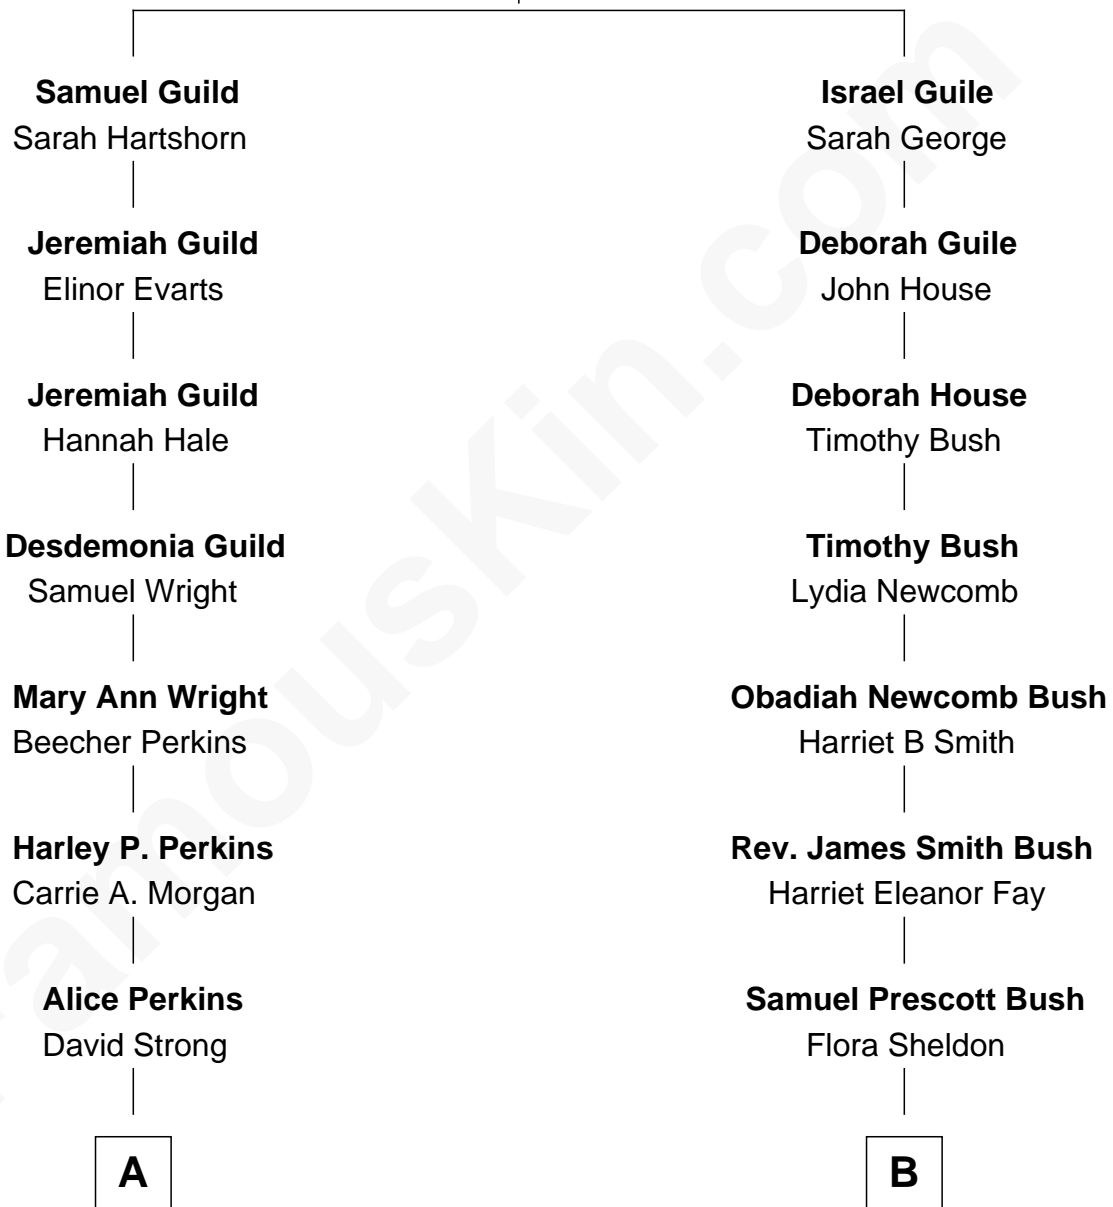 Samuel Guild
Sarah Hartshorn
Israel Guile
Sarah George
Jeremiah Guild
Elinor Evarts
Deborah Guile
John House
Jeremiah Guild
Hannah Hale
Deborah House
Timothy Bush
Desdemonia Guild
Samuel Wright
Timothy Bush
Lydia Newcomb
Mary Ann Wright
Beecher Perkins
Obadiah Newcomb Bush
Harriet B Smith
Harley P. Perkins
Carrie A. Morgan
Rev. James Smith Bush
Harriet Eleanor Fay
Alice Perkins
David Strong
Samuel Prescott Bush
Flora Sheldon
A
B
FamousKin.com